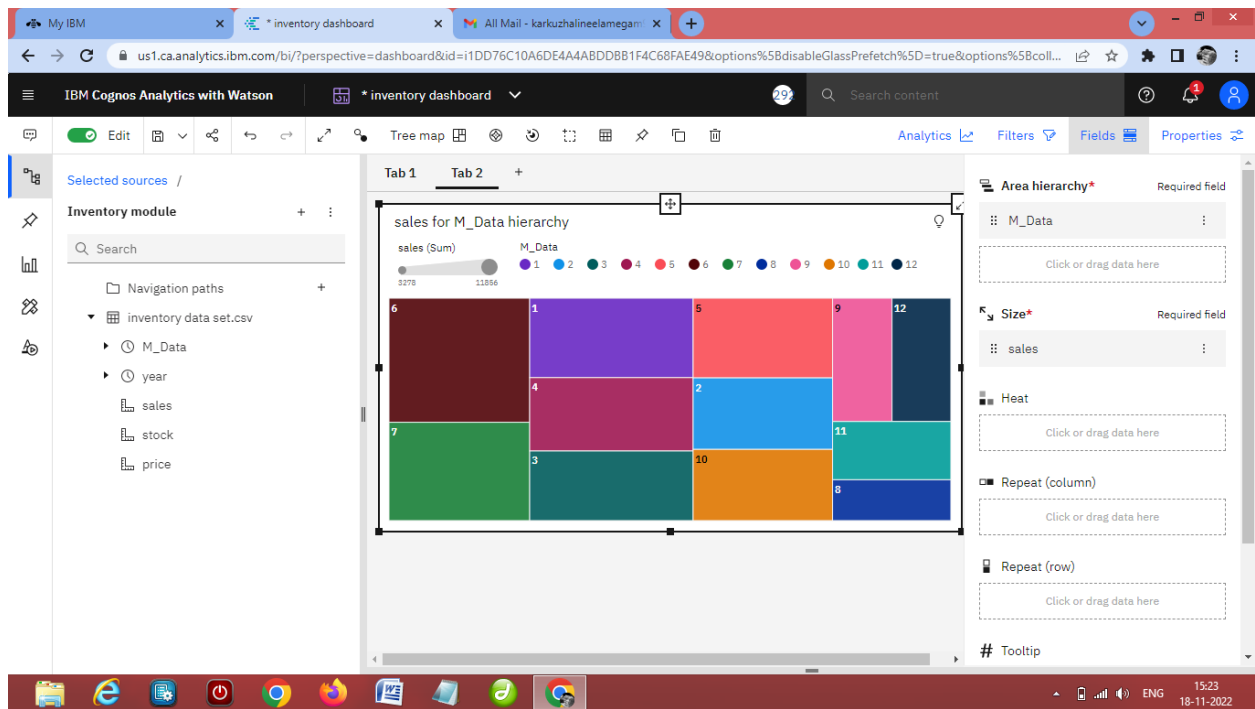 My IBM
* inventory dashboard
All Mail - karkuzhalineelamegam
us1.ca.analytics.ibm.com/bi/?perspective=dashboard&id=i1DD76C10A6DE4A4ABDDBB1F4C68FAE49&options%5BdisableGlassPrefetch%5D=true&options%5Bcoll...
IBM Cognos Analytics with Watson
* inventory dashboard
292
Search content
1
Edit
Tree map
Analytics
Filters
Fields
Properties
Selected sources /
Inventory module
Search
Navigation paths
inventory data set.csv
M_Data
year
sales
stock
price
Tab 1
Tab 2
sales for M_Data hierarchy
sales (Sum)
3278
11856
M_Data
1 2 3 4 5 6 7 8 9 10 11 12
6
1
5
9
12
4
2
7
11
3
10
8
Area hierarchy*
Required field
M_Data
Click or drag data here
Size*
Required field
sales
Heat
Click or drag data here
Repeat (column)
Click or drag data here
Repeat (row)
Click or drag data here
Tooltip
ENG
15:23
18-11-2022